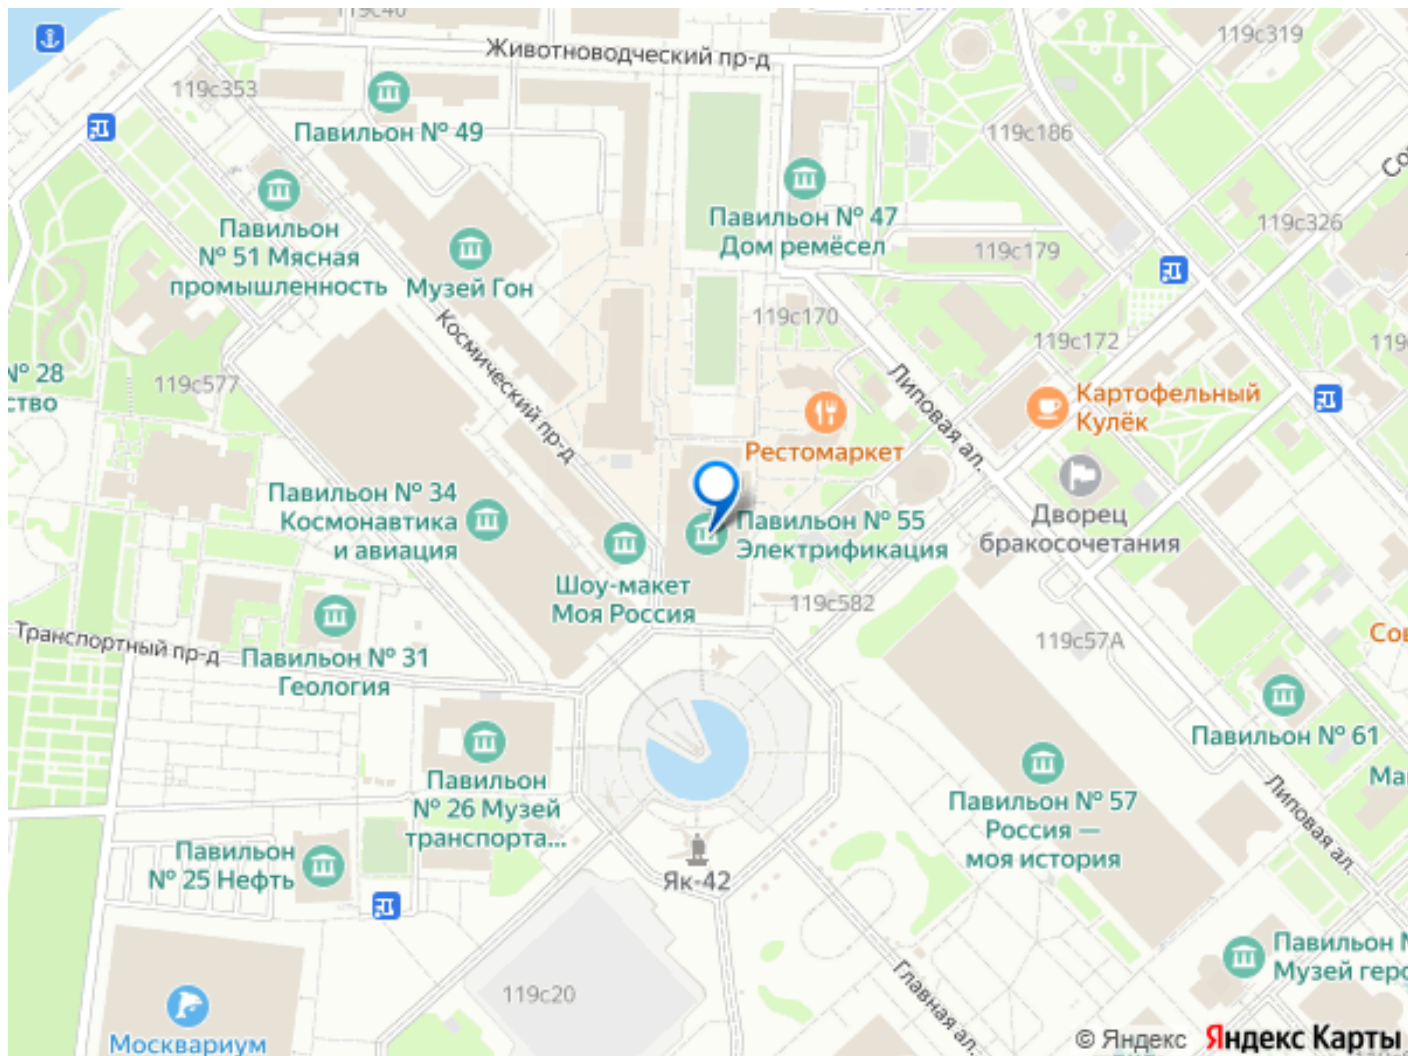 Животноводческий пр-д
119с319
119с353
Павильон № 49
119с186
Павильон
№ 51 Мясная
промышленность
Музей Гон
Павильон № 47
Дом ремёсел
119с326
119с179
119с170
119с172
№ 28
ство
119с577
Космический пр-д
Липовая ал.
Картофельный
Кулёк
Рестомаркет
Павильон № 34
Космонавтика
и авиация
Павильон № 55
Электрификация
Дворец
бракосочетания
Шоу-макет
Моя Россия
119с582
119с57А
Транспортный пр-д
Павильон № 31
Геология
Павильон № 61
Павильон
№ 26 Музей
транспорта...
Павильон № 57
Россия —
моя история
Липовая ал.
Павильон
№ 25 Нефть
Як-42
Павильон
Музей геро
119с20
Главная ал.
Москвариум
© Яндекс Яндекс Карты